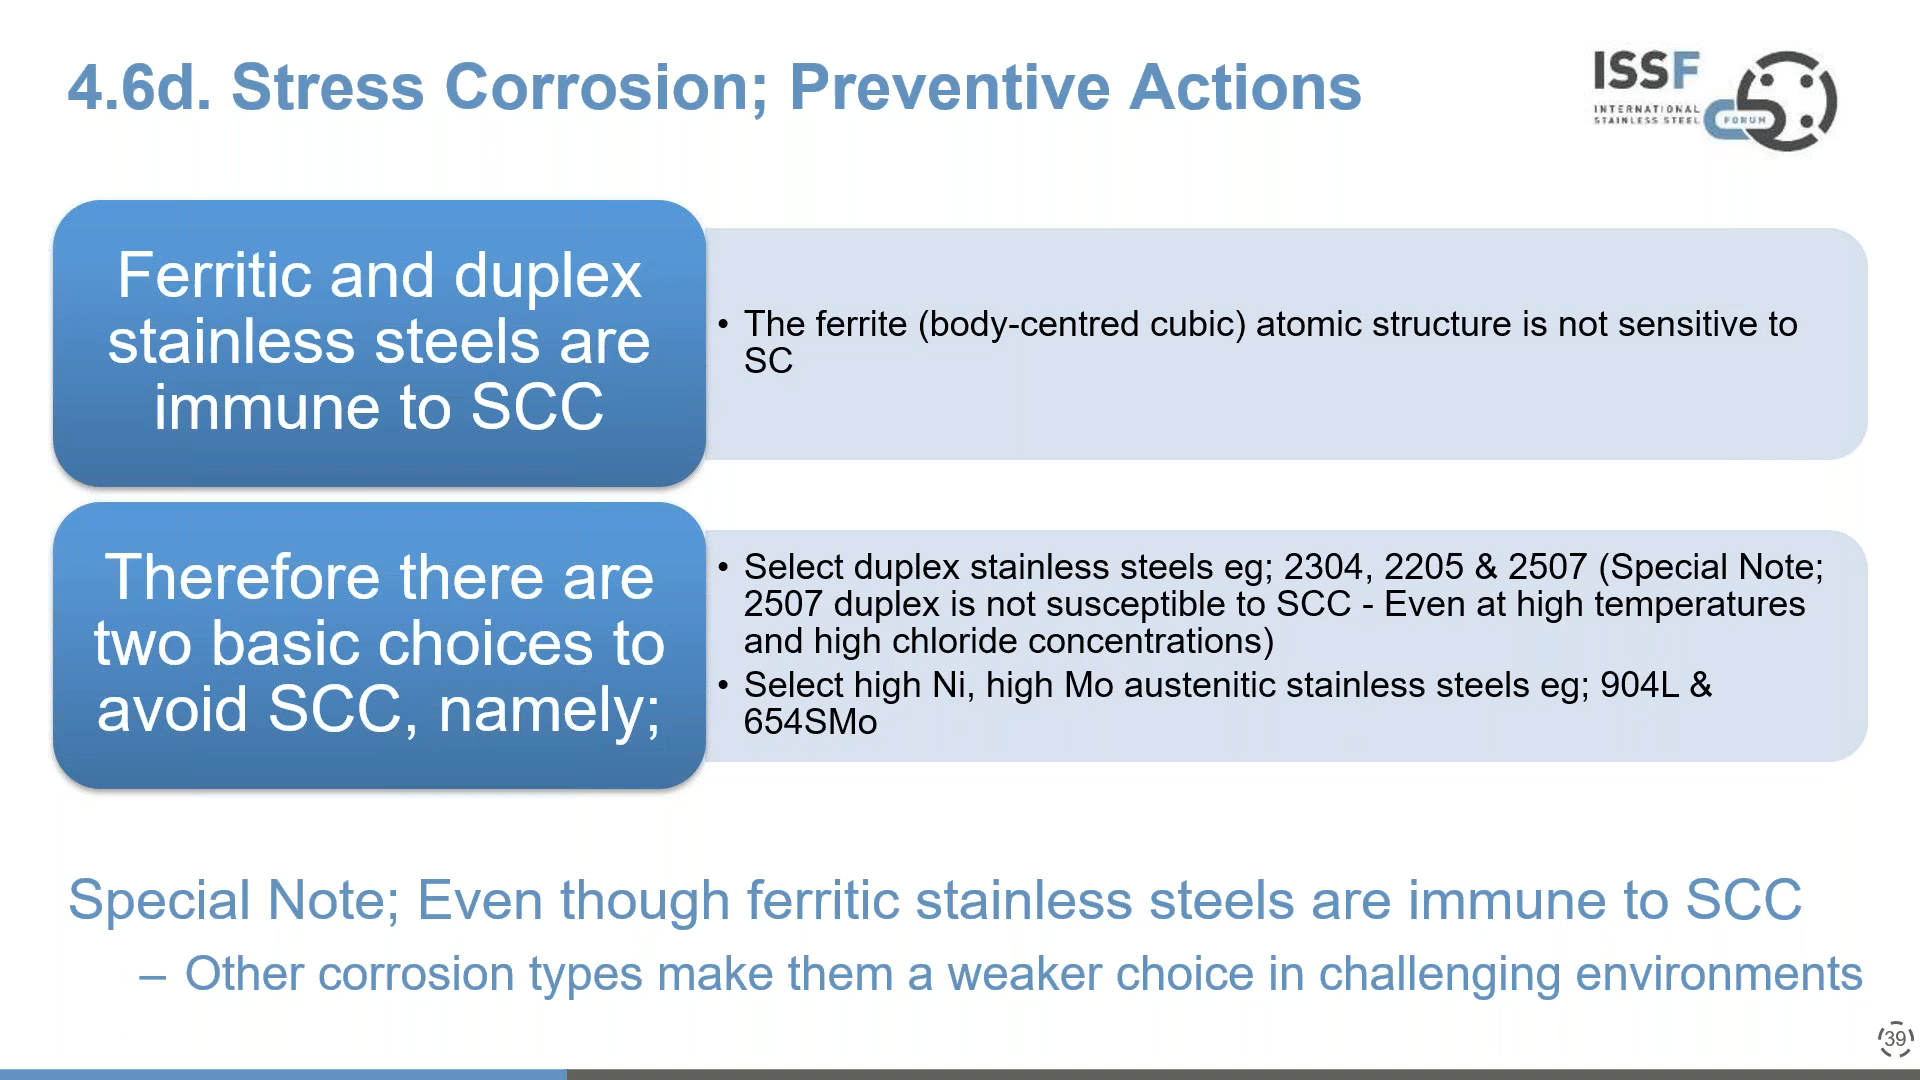 4.6d. Stress Corrosion; Preventive Actions
ISSF
INTERNATIONAL
STAINLESS STEEL
FORUM
Ferritic and duplex
stainless steels are
immune to SCC
• The ferrite (body-centred cubic) atomic structure is not sensitive to
SC
Therefore there are
two basic choices to
avoid SCC, namely;
• Select duplex stainless steels eg; 2304, 2205 & 2507 (Special Note;
2507 duplex is not susceptible to SCC - Even at high temperatures
and high chloride concentrations)
• Select high Ni, high Mo austenitic stainless steels eg; 904L &
654SMo
Special Note; Even though ferritic stainless steels are immune to SCC
– Other corrosion types make them a weaker choice in challenging environments
39